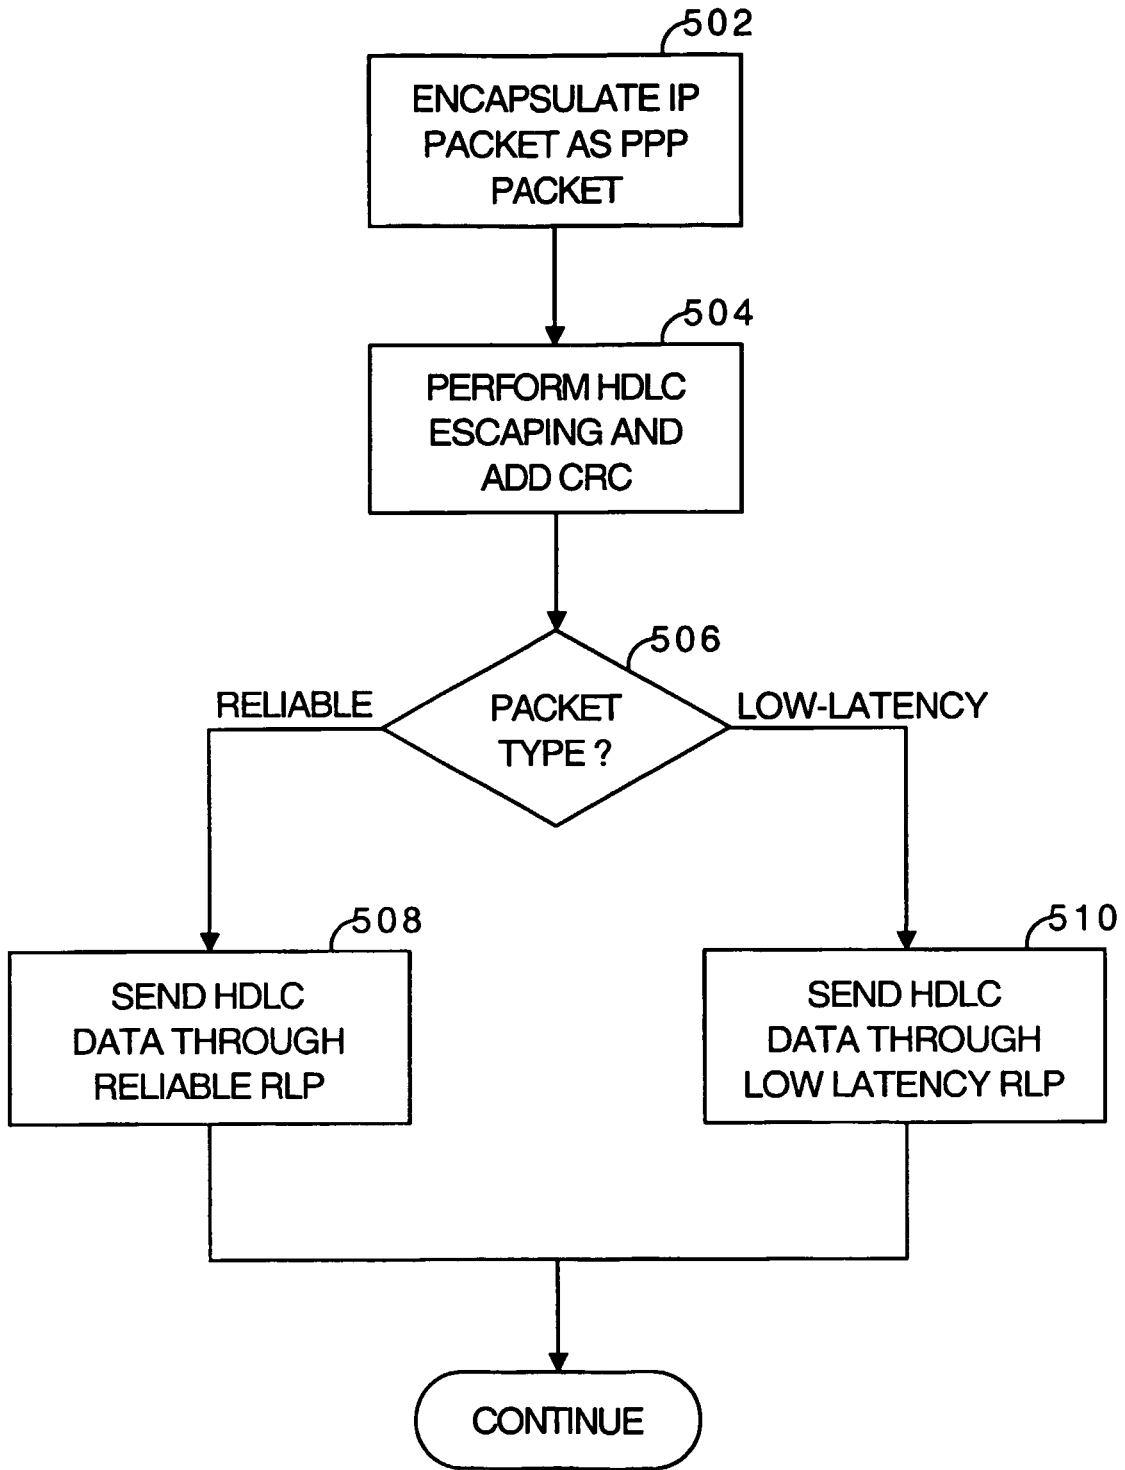 502
ENCAPSULATE IP
PACKET AS PPP
PACKET
504
PERFORM HDLC
ESCAPING AND
ADD CRC
506
RELIABLE
PACKET
TYPE ?
LOW-LATENCY
508
SEND HDLC
DATA THROUGH
RELIABLE RLP
510
SEND HDLC
DATA THROUGH
LOW LATENCY RLP
CONTINUE